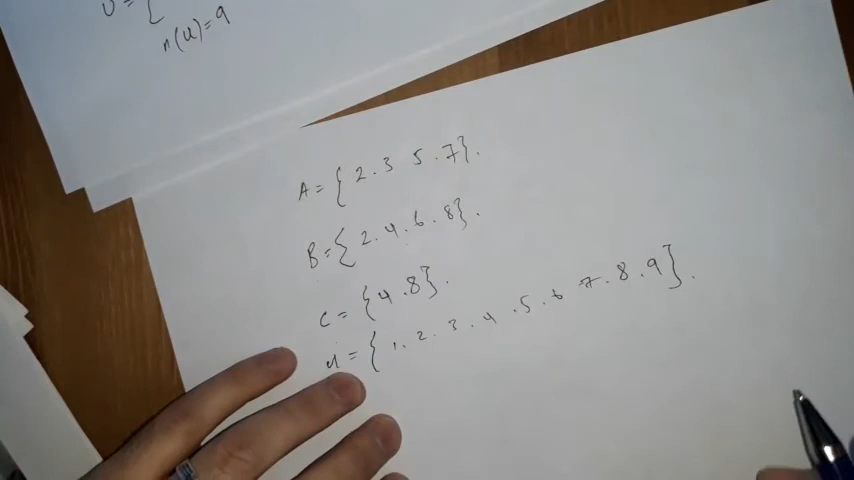 U = {
n(U) = 9
A = { 2 . 3 5 . 7 } .
B = { 2 . 4 . 6 . 8 } .
C = { 4 . 8 } .
U = { 1 . 2 . 3 . 4 . 5 . 6 7 . 8 . 9 } .